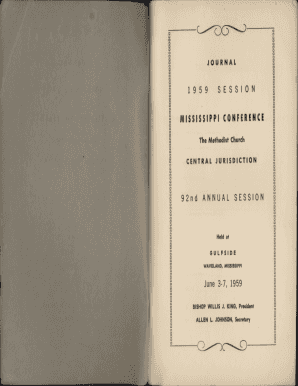 JOURNAL
1959 SESSION
MISSISSIPPI CONFERENCE
The Methodist Church
CENTRAL JURISDICTION
92nd ANNUAL SESSION
Held at
GULFSIDE
WAVELAND, MISSISSIPPI
June 3-7, 1959
BISHOP WILLIS J. KING, President
ALLEN L. JOHNSON, Secretary